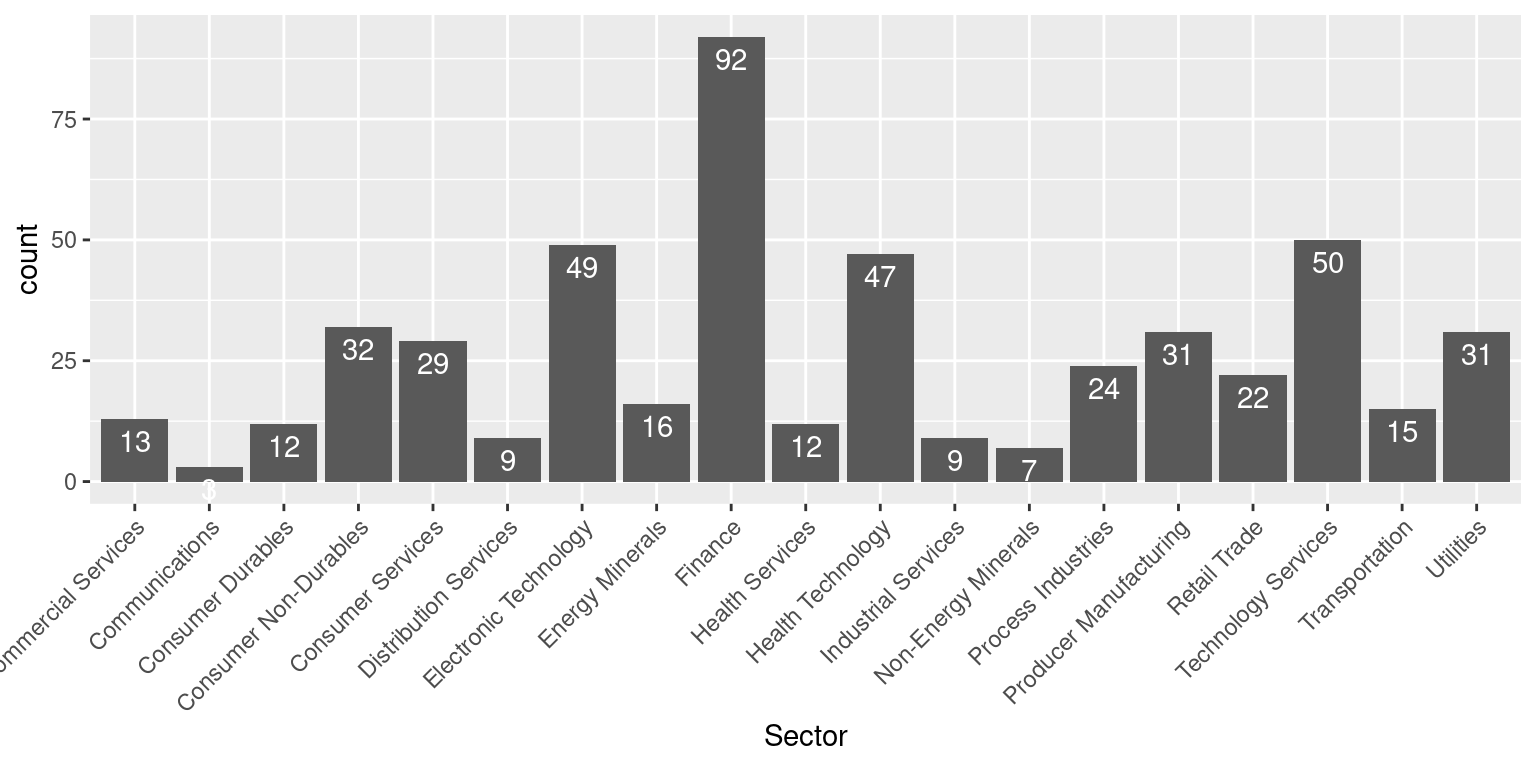 count
75
50
25
0
13
3
12
32
29
9
49
16
92
12
47
9
7
24
31
22
50
15
31
ommercial Services
Communications
Consumer Durables
Consumer Non-Durables
Consumer Services
Distribution Services
Electronic Technology
Energy Minerals
Finance
Health Services
Health Technology
Industrial Services
Non-Energy Minerals
Process Industries
Producer Manufacturing
Retail Trade
Technology Services
Transportation
Utilities
Sector